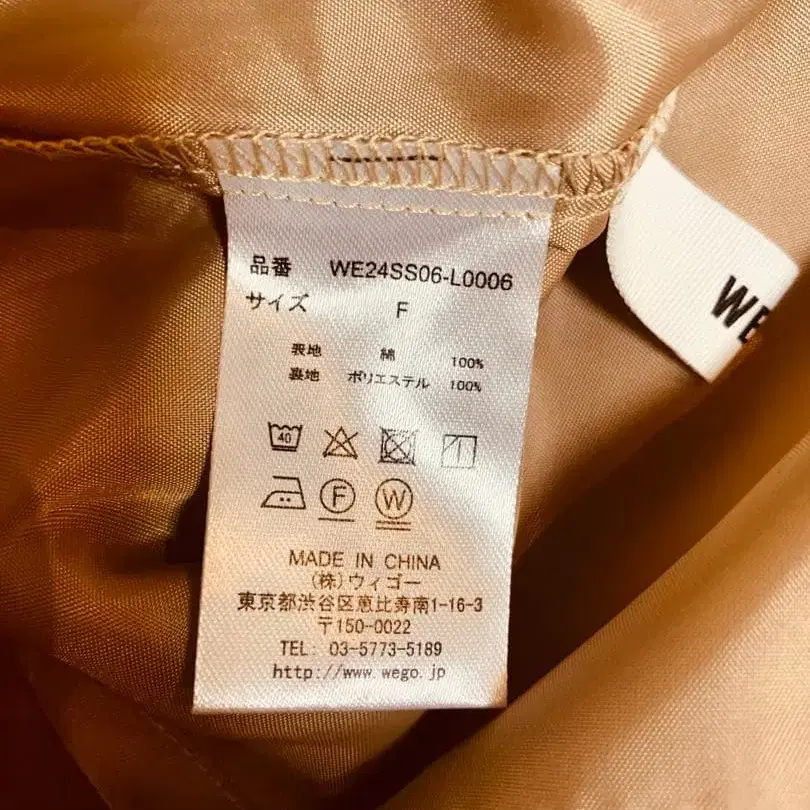 品番 WE24SS06-L0006
サイズ F
表地 綿 100%
裏地 ポリエステル 100%
40
F W
MADE IN CHINA
(株)ウィゴー
東京都渋谷区恵比寿南1-16-3
〒150-0022
TEL: 03-5773-5189
http://www.wego.jp
WE